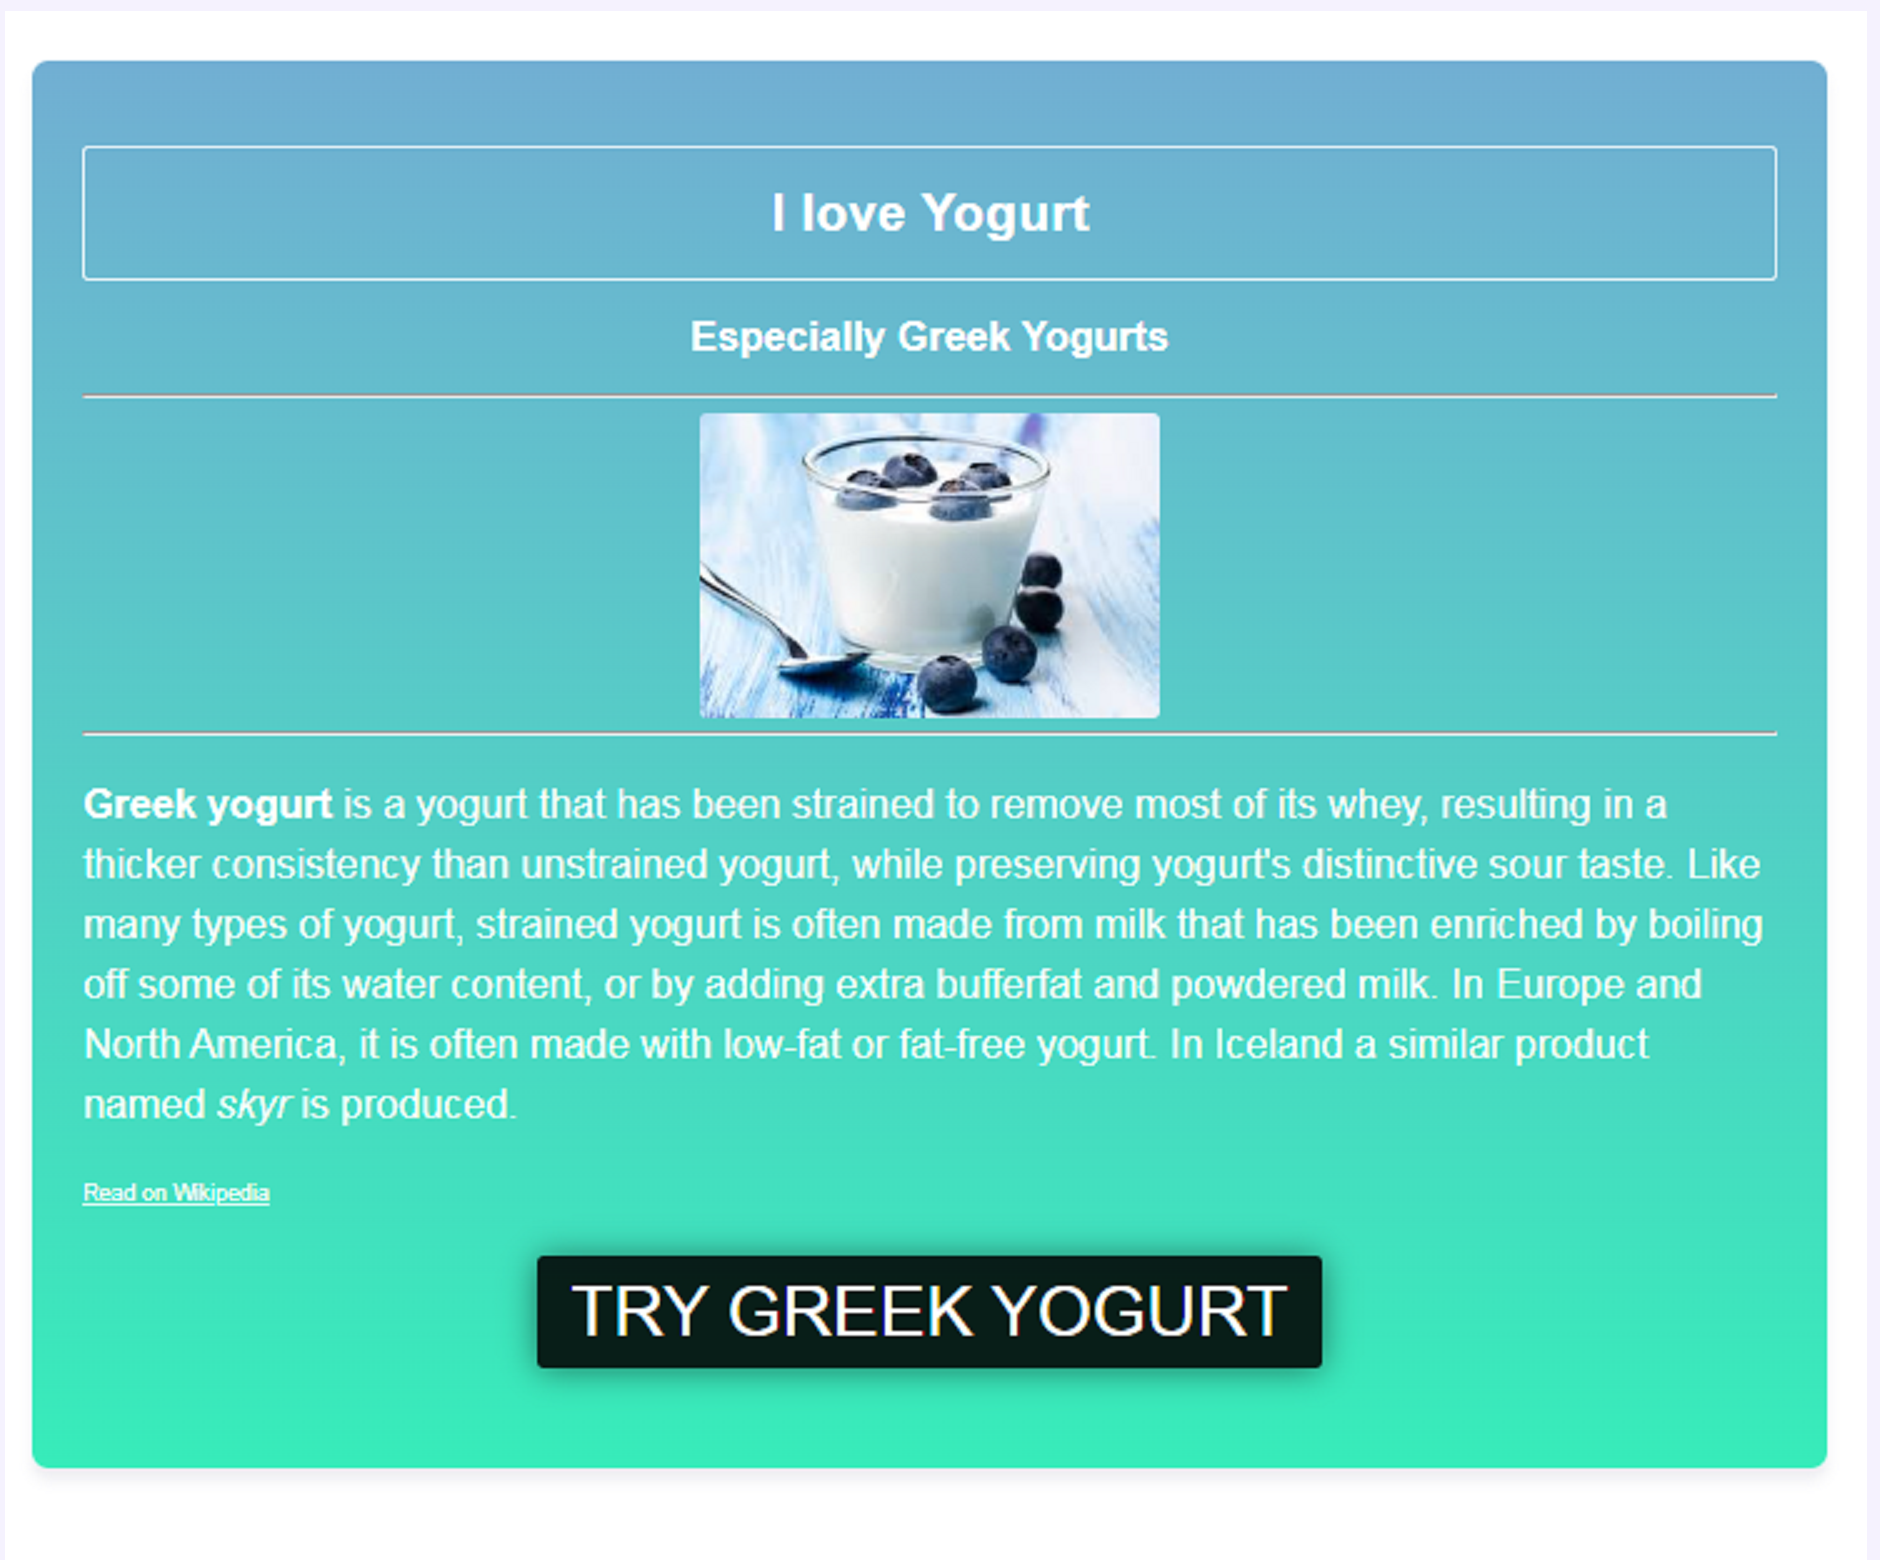 I love Yogurt
Especially Greek Yogurts
Greek yogurt is a yogurt that has been strained to remove most of its whey, resulting in a
thicker consistency than unstrained yogurt, while preserving yogurt's distinctive sour taste. Like
many types of yogurt, strained yogurt is often made from milk that has been enriched by boiling
off some of its water content, or by adding extra bufferfat and powdered milk. In Europe and
North America, it is often made with low-fat or fat-free yogurt. In Iceland a similar product
named skyr is produced.
Read on Wikipedia
TRY GREEK YOGURT